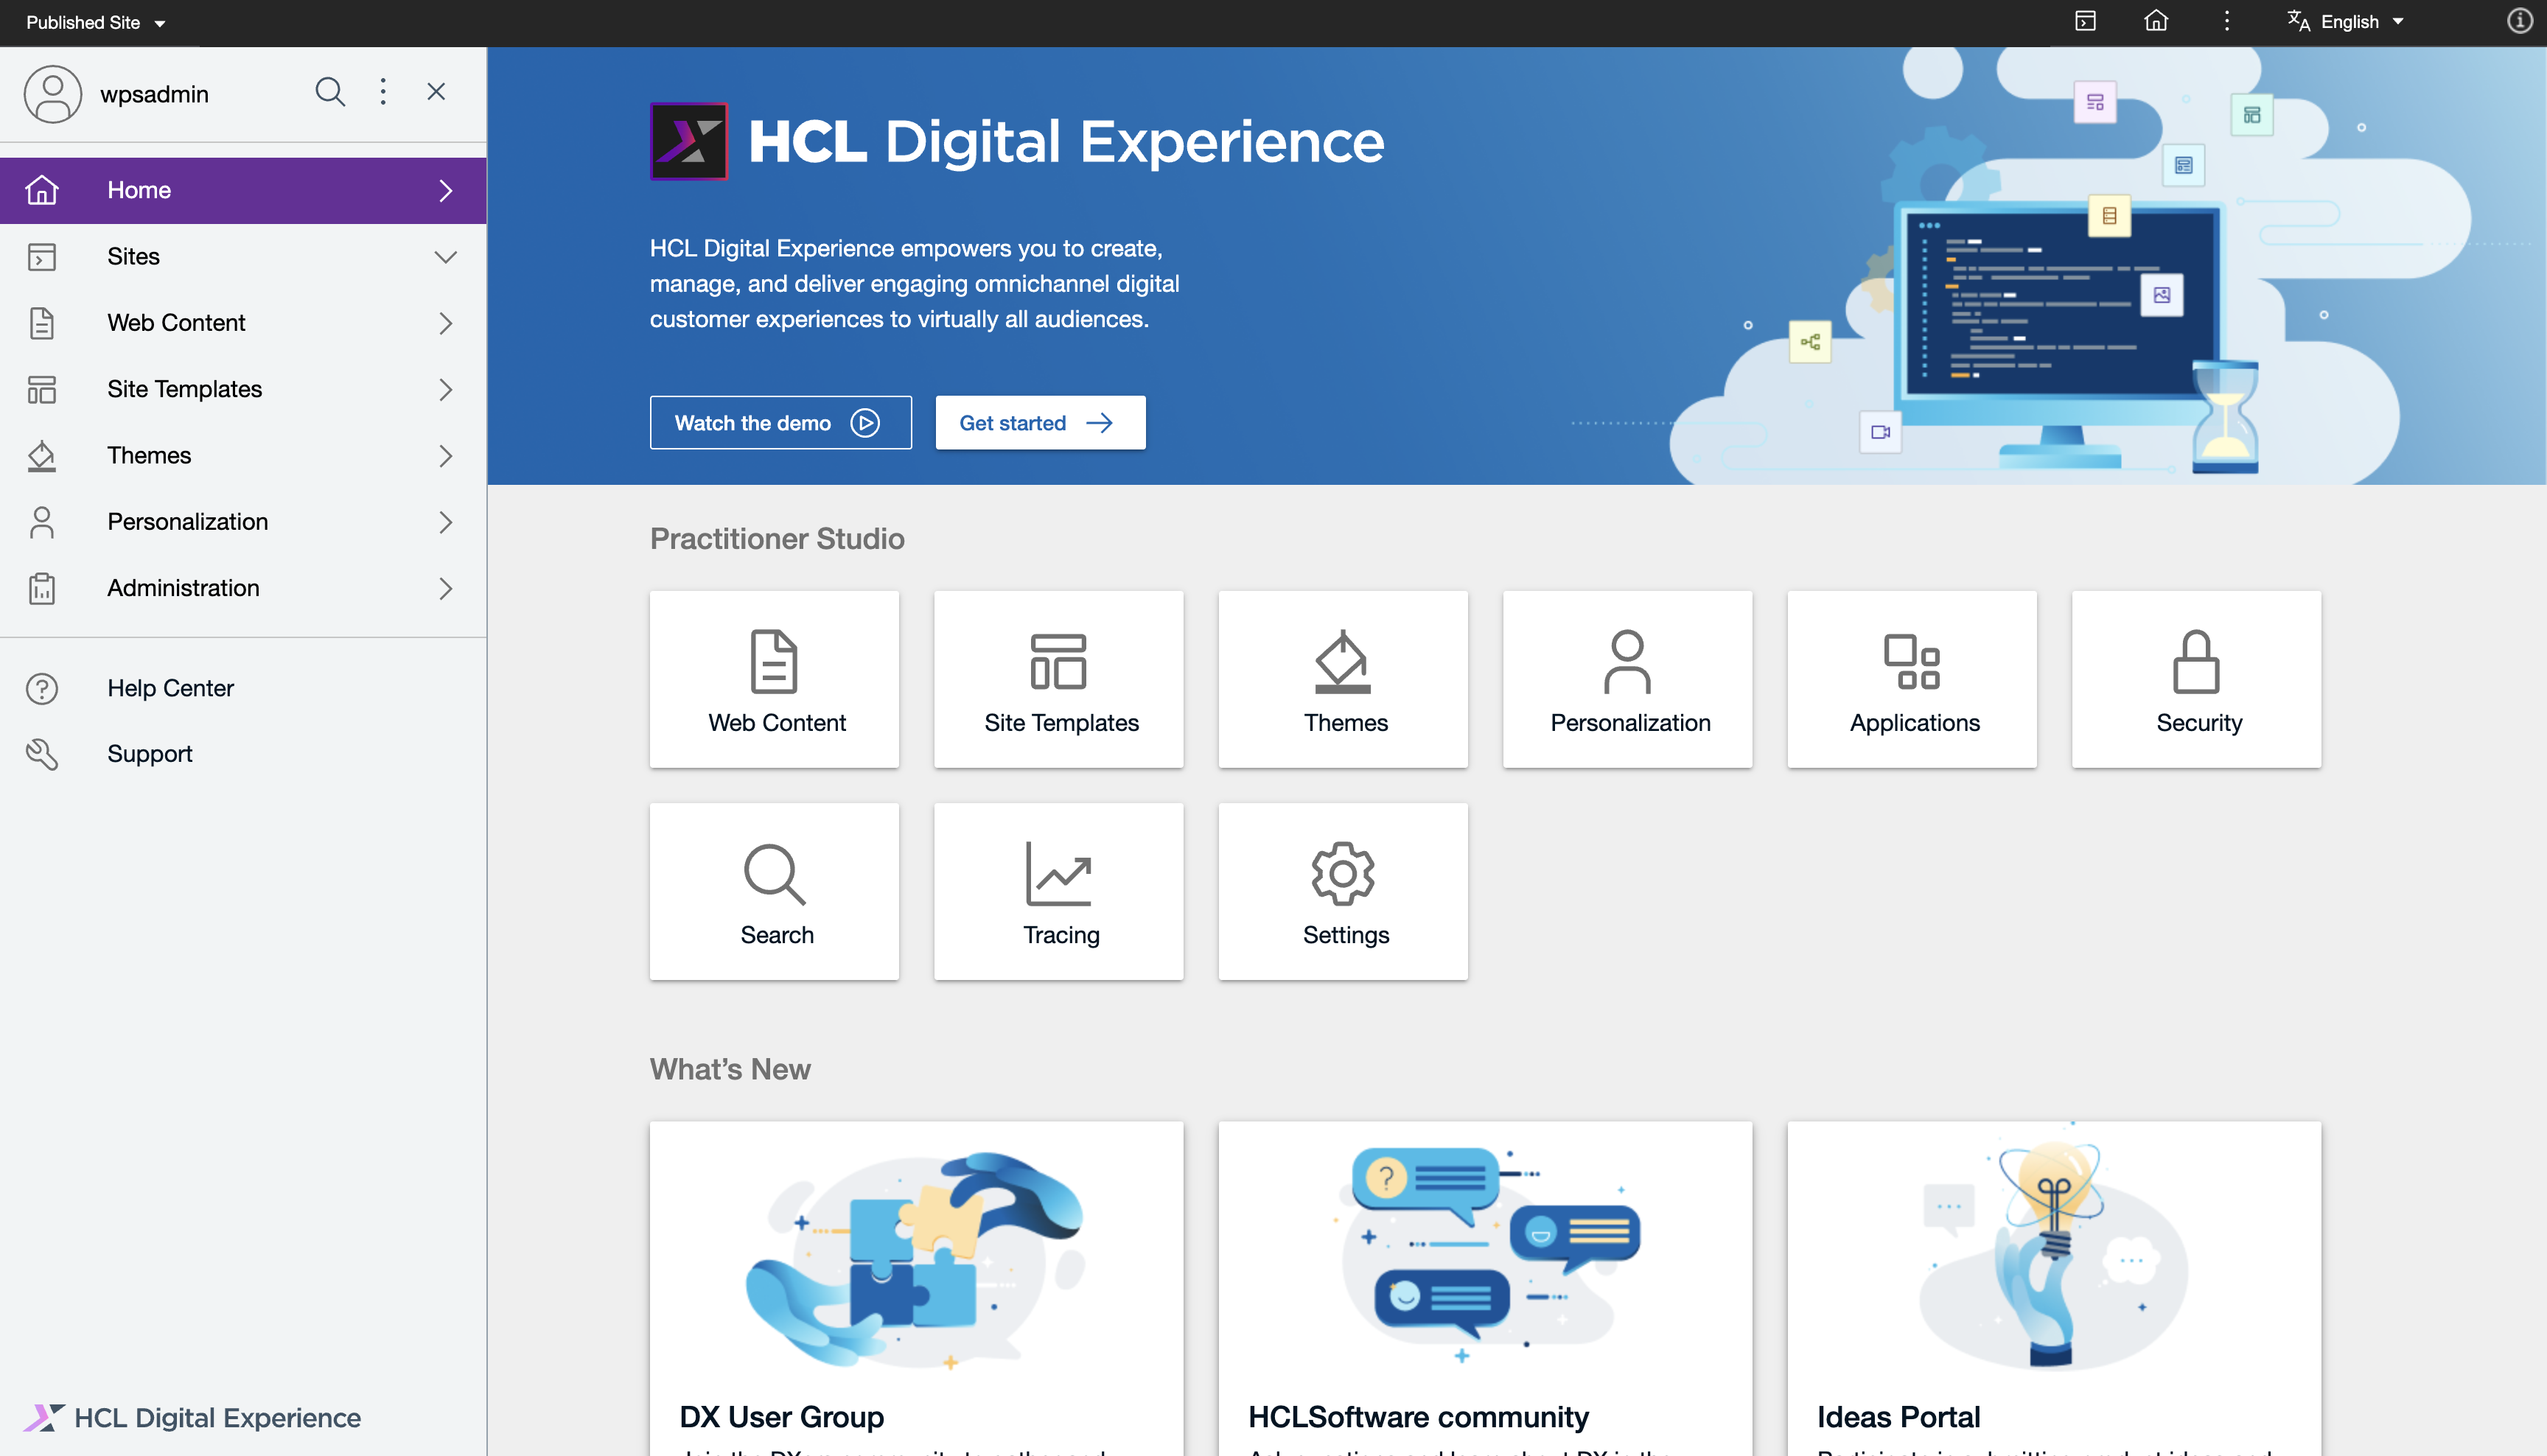 Published Site
English
wpsadmin
Home
Sites
Web Content
Site Templates
Themes
Personalization
Administration
Help Center
Support
HCL Digital Experience
HCL Digital Experience
HCL Digital Experience empowers you to create,
manage, and deliver engaging omnichannel digital
customer experiences to virtually all audiences.
Watch the demo
Get started
Practitioner Studio
Web Content
Site Templates
Themes
Personalization
Applications
Security
Search
Tracing
Settings
What's New
DX User Group
HCLSoftware community
Ideas Portal